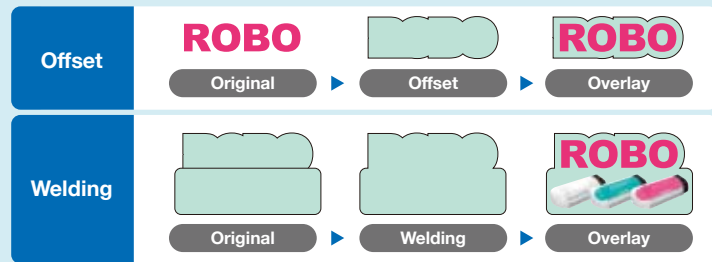 Offset
ROBO
ROBO
Original
Offset
Overlay
Welding
ROBO
Original
Welding
Overlay